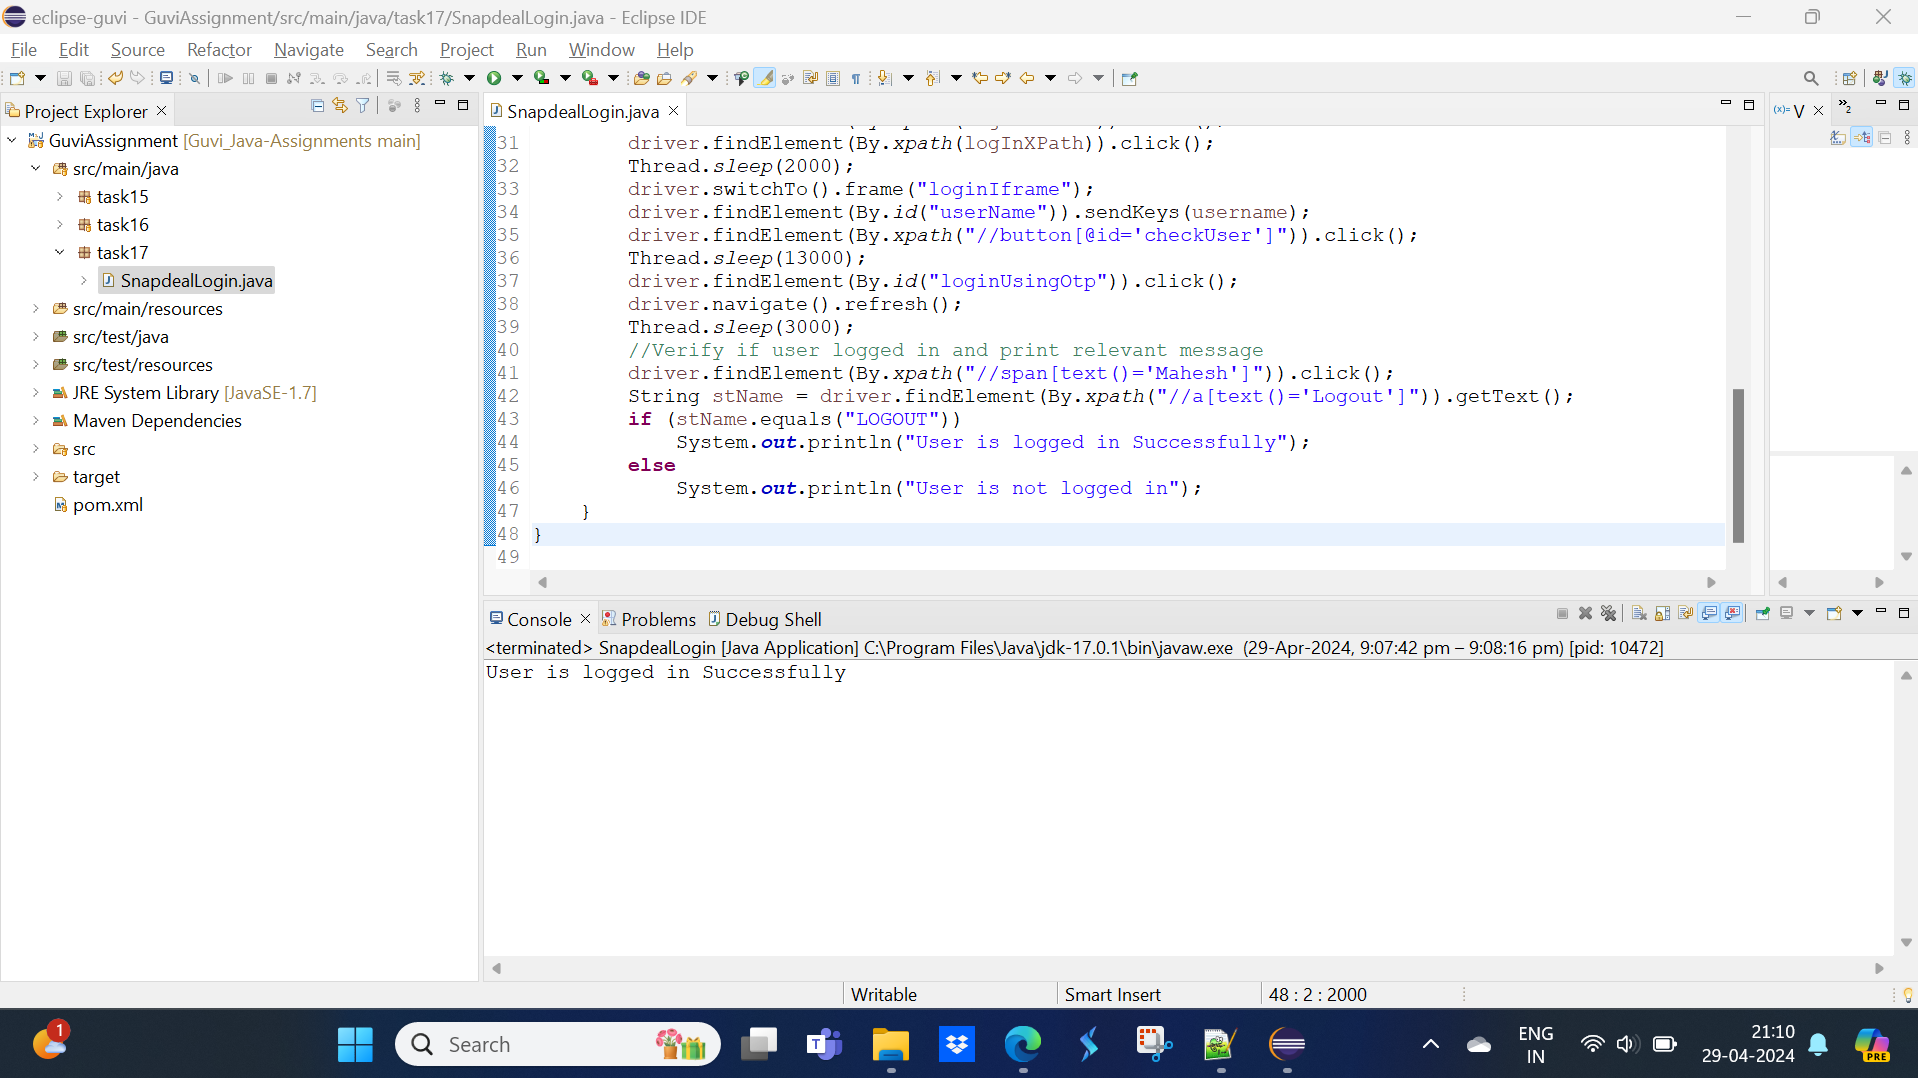 eclipse-guvi - GuviAssignment/src/main/java/task17/SnapdealLogin.java - Eclipse IDE
File Edit Source Refactor Navigate Search Project Run Window Help
Project Explorer
GuviAssignment [Guvi_Java-Assignments main]
src/main/java
task15
task16
task17
SnapdealLogin.java
src/main/resources
src/test/java
src/test/resources
JRE System Library [JavaSE-1.7]
Maven Dependencies
src
target
pom.xml
SnapdealLogin.java
31 driver.findElement(By.xpath(logInXPath)).click();
32 Thread.sleep(2000);
33 driver.switchTo().frame("loginIframe");
34 driver.findElement(By.id("userName")).sendKeys(username);
35 driver.findElement(By.xpath("//button[@id='checkUser']")).click();
36 Thread.sleep(13000);
37 driver.findElement(By.id("loginUsingOtp")).click();
38 driver.navigate().refresh();
39 Thread.sleep(3000);
40 //Verify if user logged in and print relevant message
41 driver.findElement(By.xpath("//span[text()='Mahesh']")).click();
42 String stName = driver.findElement(By.xpath("//a[text()='Logout']")).getText();
43 if (stName.equals("LOGOUT"))
44 System.out.println("User is logged in Successfully");
45 else
46 System.out.println("User is not logged in");
47 }
48 }
49
(x)= V
»2
Console Problems Debug Shell
<terminated> SnapdealLogin [Java Application] C:\Program Files\Java\jdk-17.0.1\bin\javaw.exe (29-Apr-2024, 9:07:42 pm – 9:08:16 pm) [pid: 10472]
User is logged in Successfully
Writable Smart Insert 48 : 2 : 2000
1
Search
ENG
IN
21:10
29-04-2024
PRE